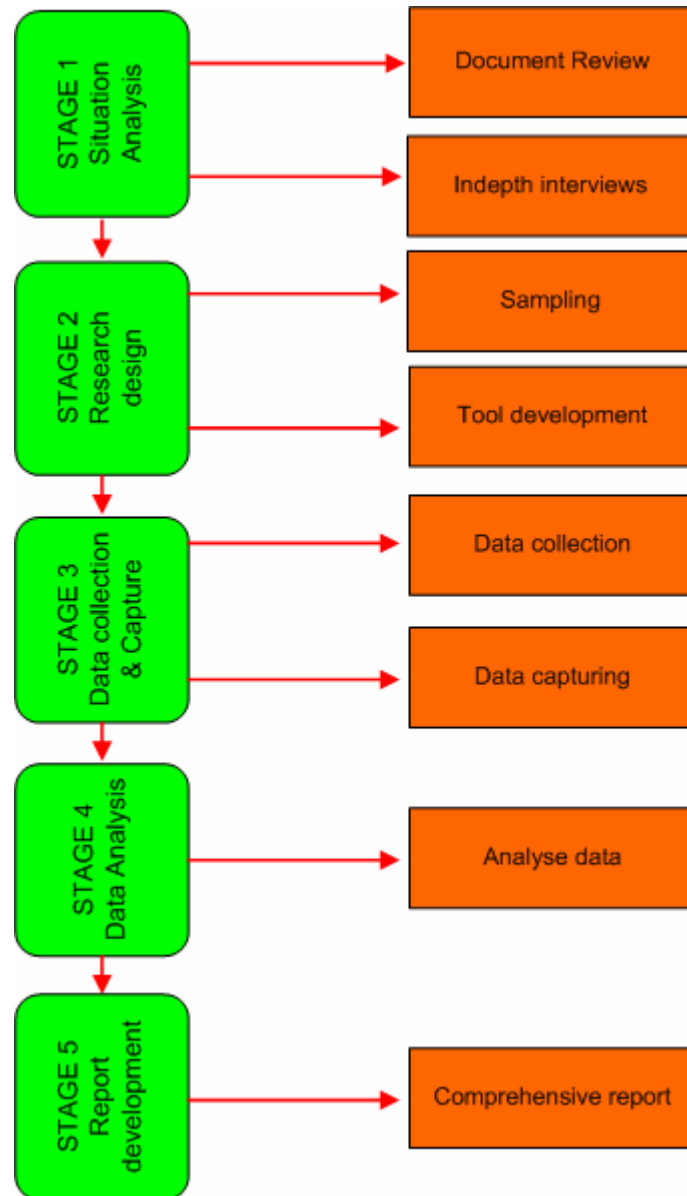 STAGE 1
Situation
Analysis
Document Review
Indepth interviews
STAGE 2
Research
design
Sampling
Tool development
STAGE 3
Data collection
& Capture
Data collection
Data capturing
STAGE 4
Data Analysis
Analyse data
STAGE 5
Report
development
Comprehensive report